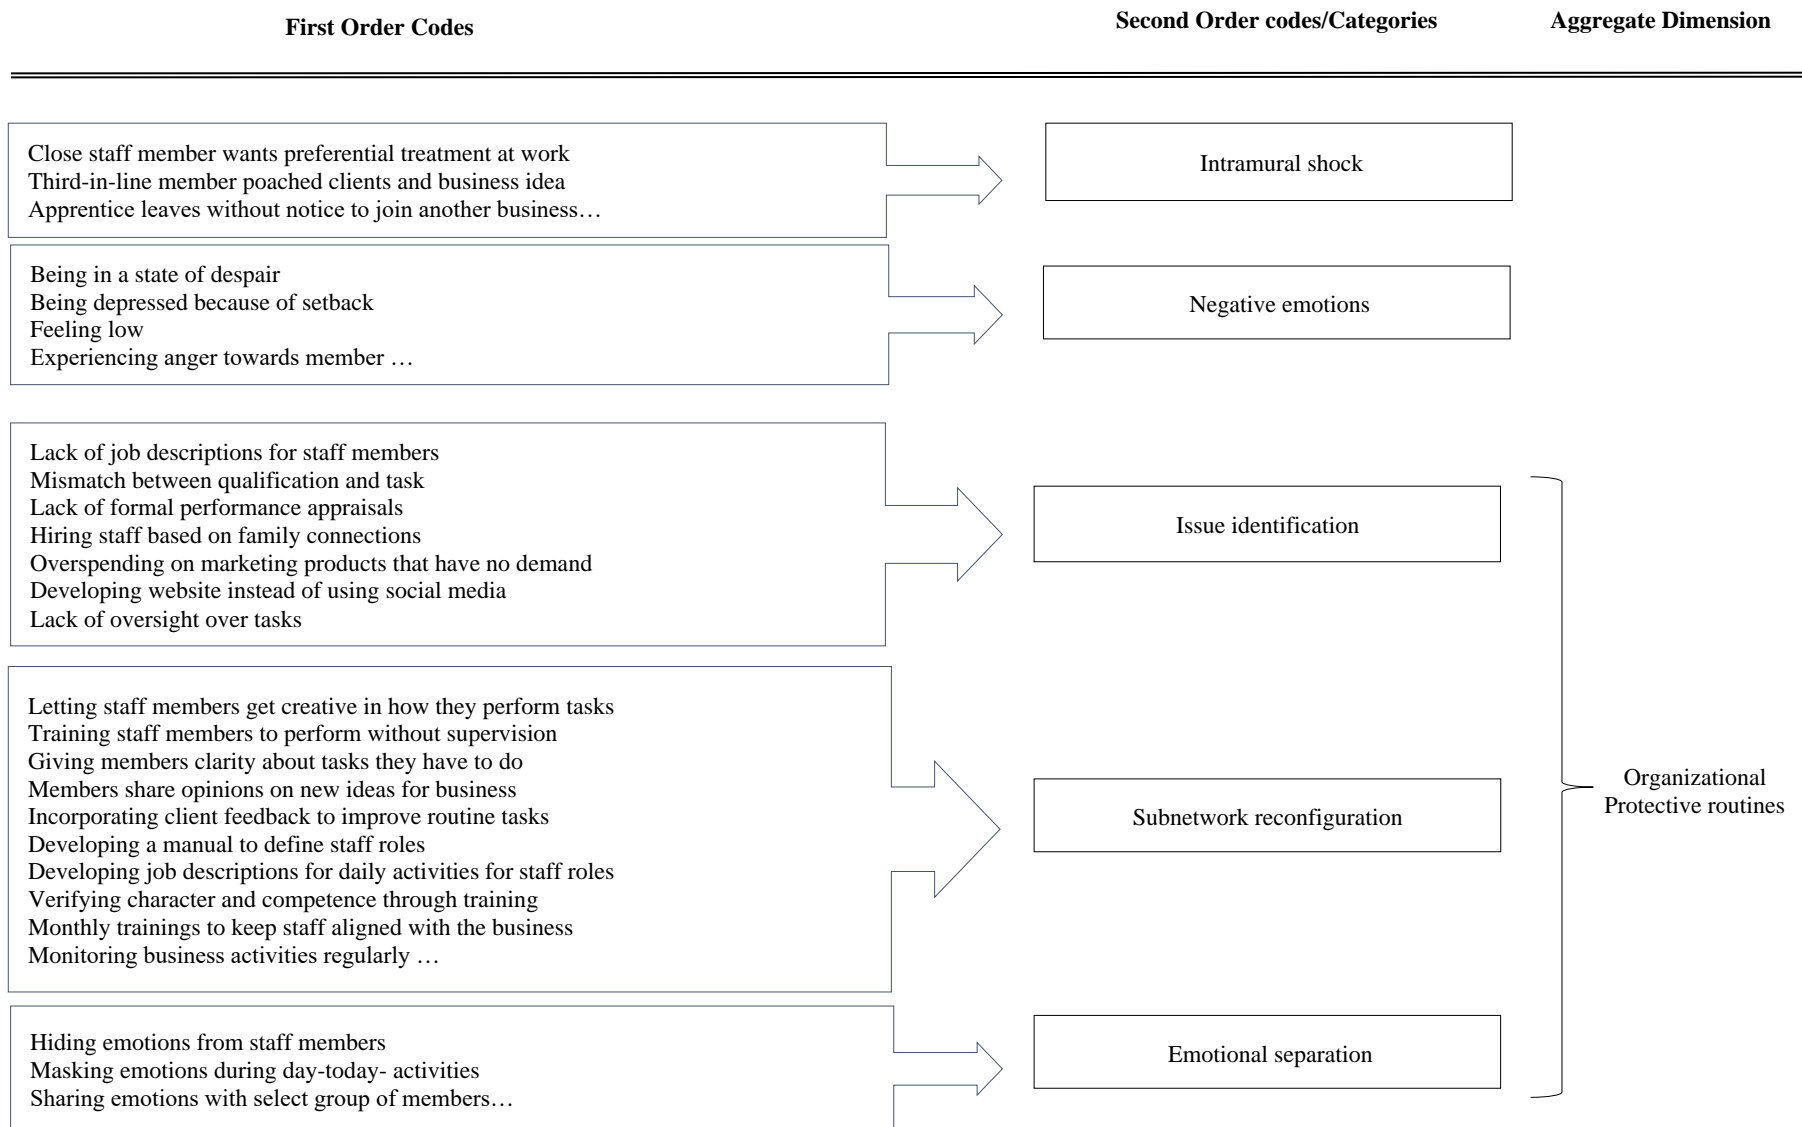 First Order Codes
Second Order codes/Categories
Aggregate Dimension
Close staff member wants preferential treatment at work
Third-in-line member poached clients and business idea
Apprentice leaves without notice to join another business…
Intramural shock
Being in a state of despair
Being depressed because of setback
Feeling low
Experiencing anger towards member …
Negative emotions
Lack of job descriptions for staff members
Mismatch between qualification and task
Lack of formal performance appraisals
Hiring staff based on family connections
Overspending on marketing products that have no demand
Developing website instead of using social media
Lack of oversight over tasks
Issue identification
Letting staff members get creative in how they perform tasks
Training staff members to perform without supervision
Giving members clarity about tasks they have to do
Members share opinions on new ideas for business
Incorporating client feedback to improve routine tasks
Developing a manual to define staff roles
Developing job descriptions for daily activities for staff roles
Verifying character and competence through training
Monthly trainings to keep staff aligned with the business
Monitoring business activities regularly …
Subnetwork reconfiguration
Organizational
Protective routines
Hiding emotions from staff members
Masking emotions during day-today- activities
Sharing emotions with select group of members…
Emotional separation